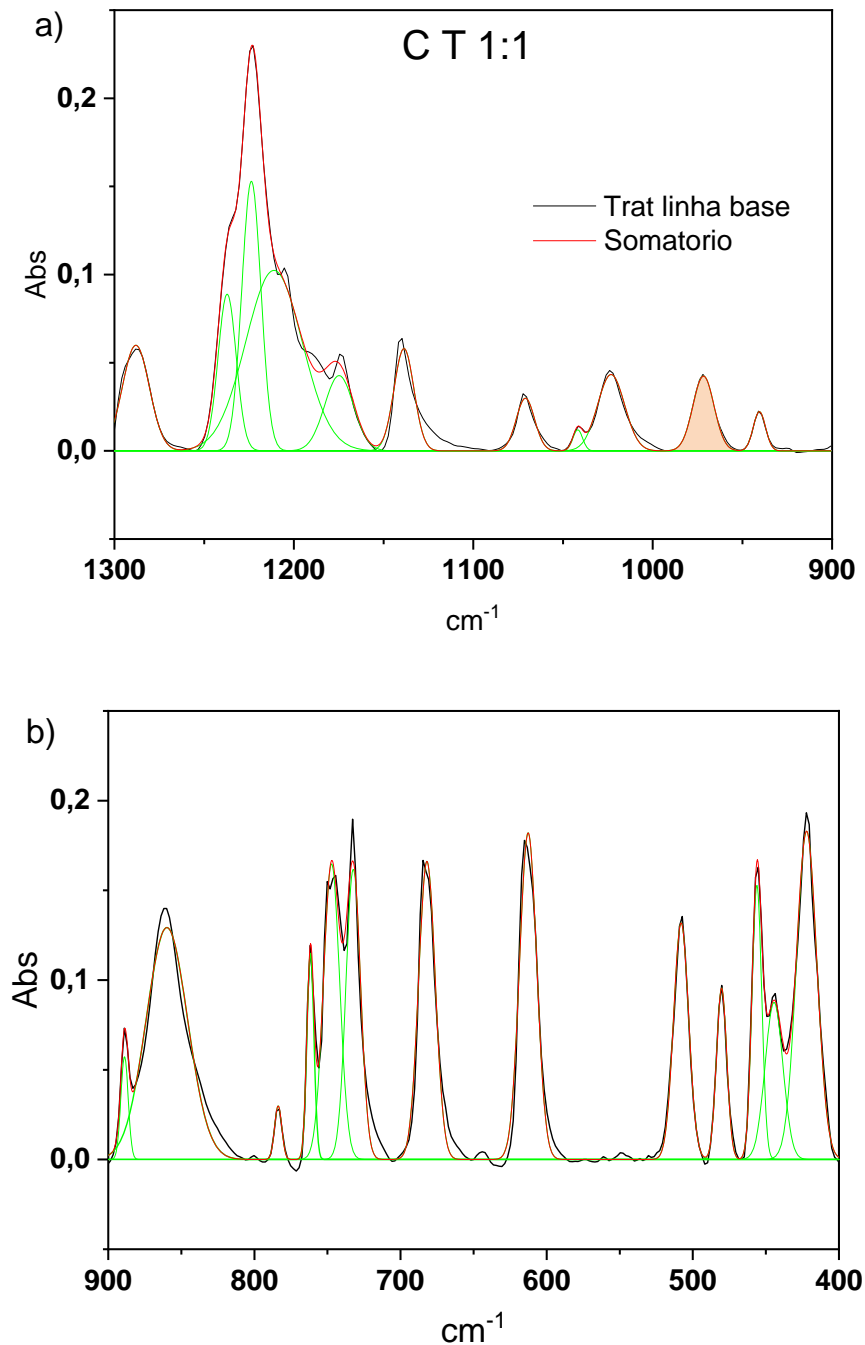 a)
C T 1:1
0,2
0,1
0,0
Abs
Trat linha base
Somatorio
1300 1200 1100 1000 900
cm⁻¹
b)
0,2
0,1
0,0
Abs
900 800 700 600 500 400
cm⁻¹